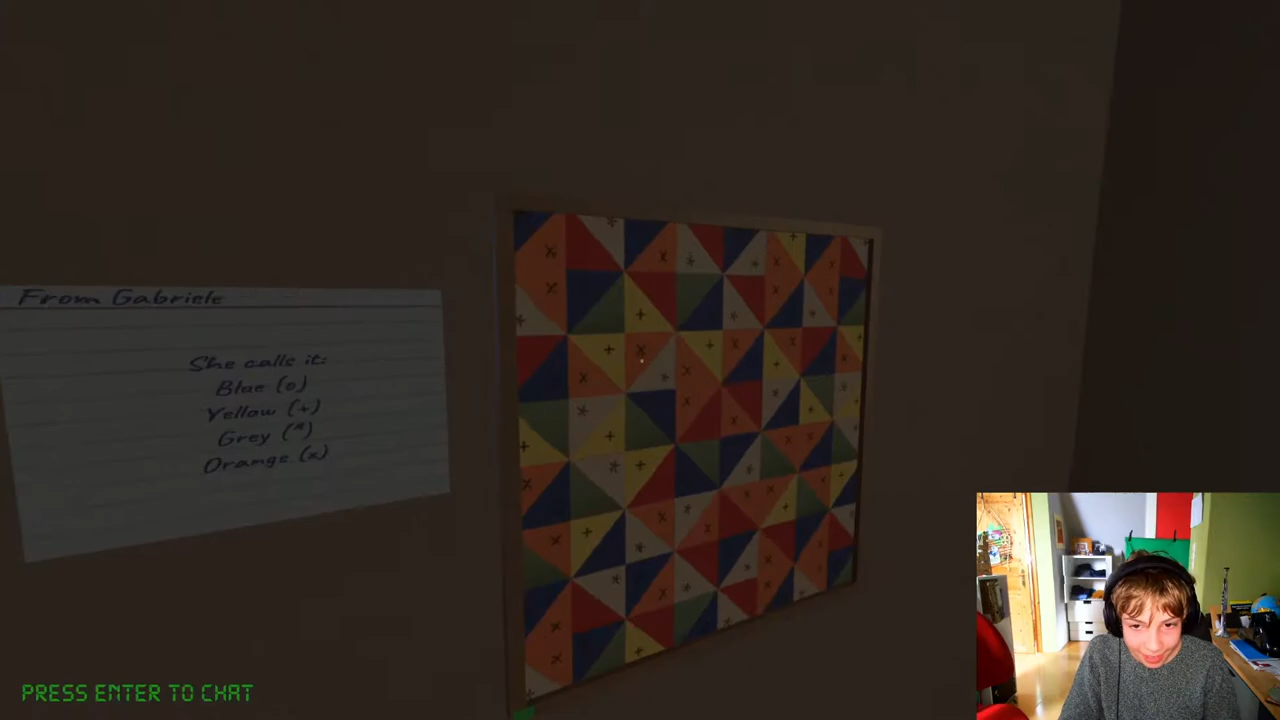 From Gabriele
She calls it:
Blue (o)
Yellow (+)
Grey (*)
Orange (x)
PRESS ENTER TO CHAT